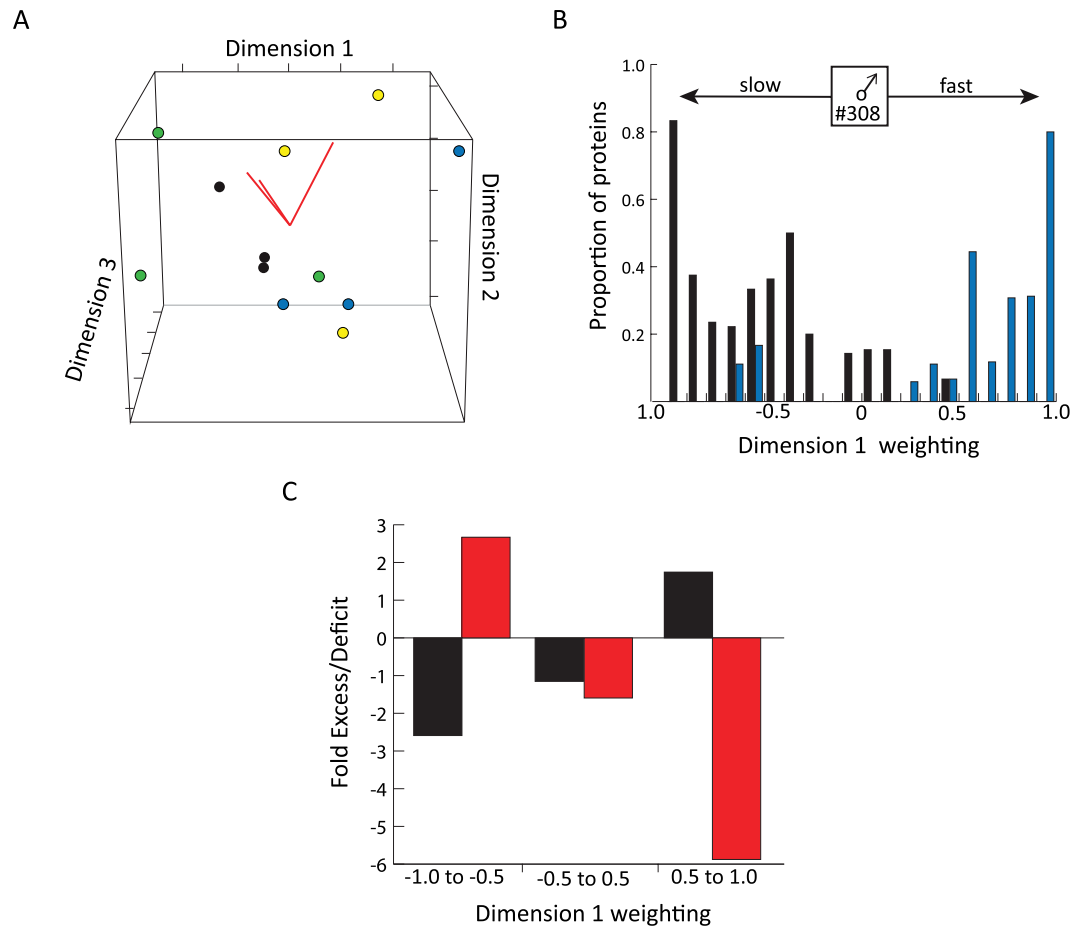 A
Dimension 1
Dimension 2
Dimension 3
B
1.0
0.8
0.6
0.4
0.2
Proportion of proteins
slow
♂
fast
#308
1.0 -0.5 0 0.5 1.0
Dimension 1 weighting
C
3
2
1
0
-1
-2
-3
-4
-5
-6
Fold Excess/Deficit
-1.0 to -0.5 -0.5 to 0.5 0.5 to 1.0
Dimension 1 weighting